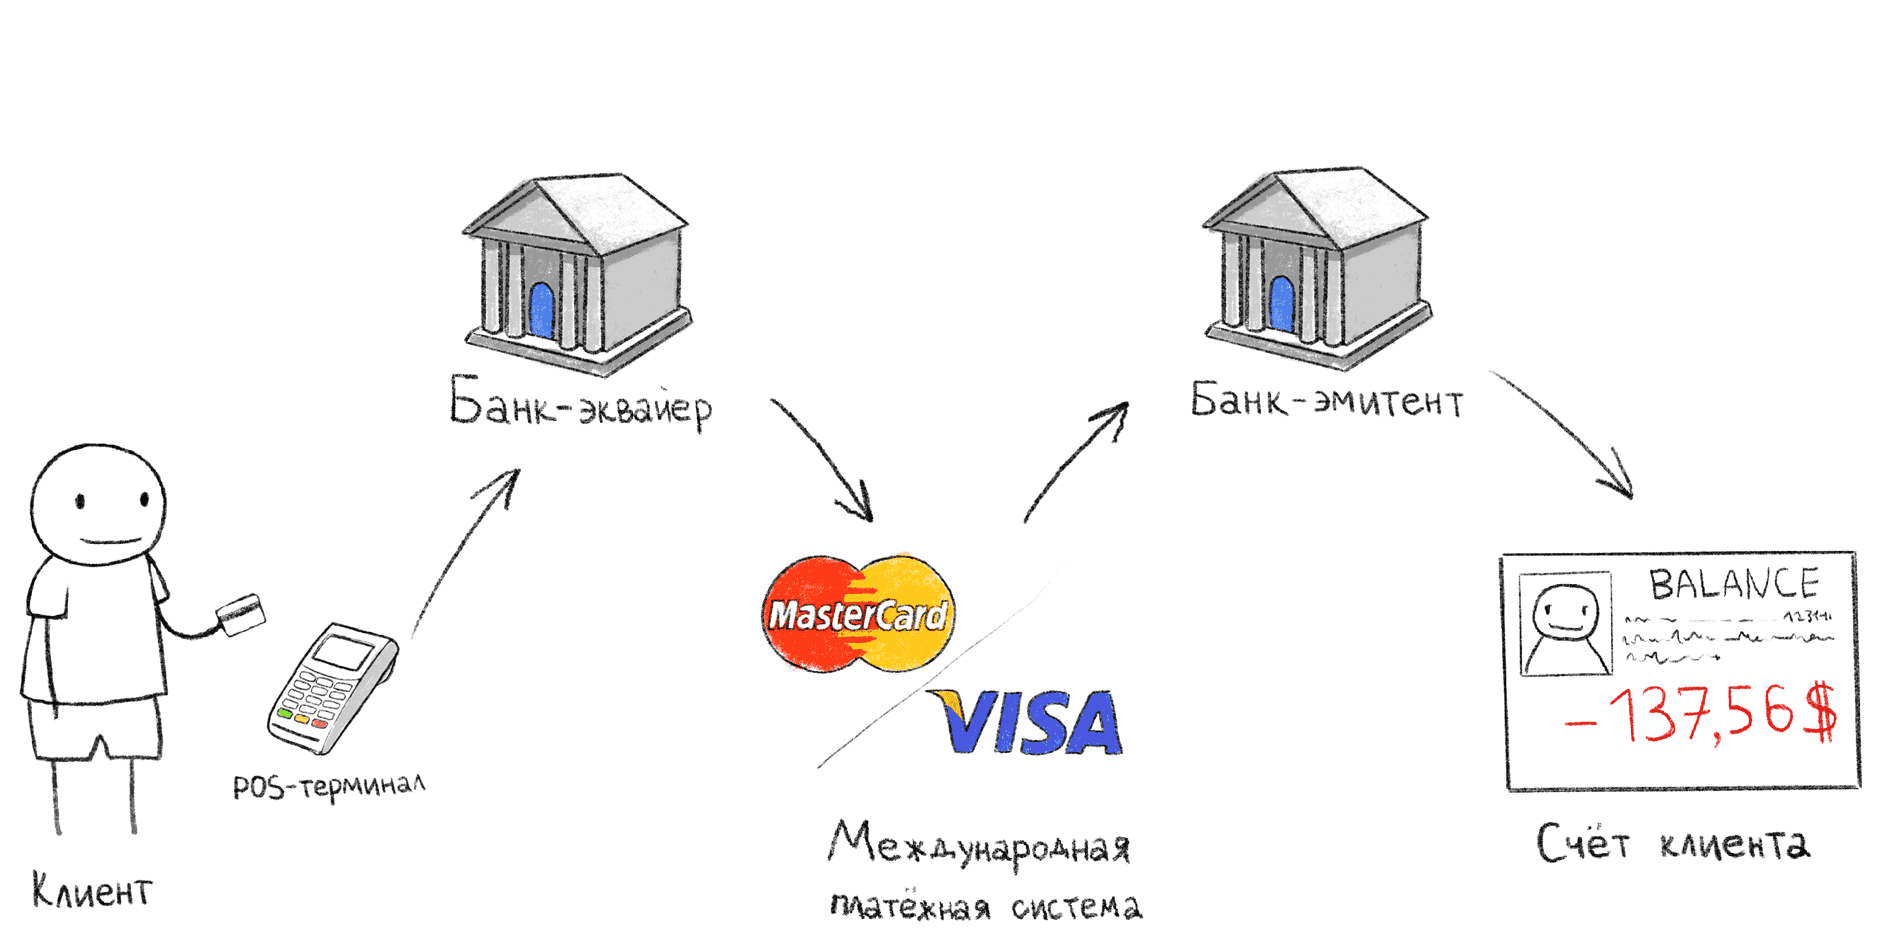 Банк-эквайер
Банк-эмитент
MasterCard
VISA
BALANCE
-137,56$
POS-терминал
Клиент
Международная
платёжная система
Счёт клиента